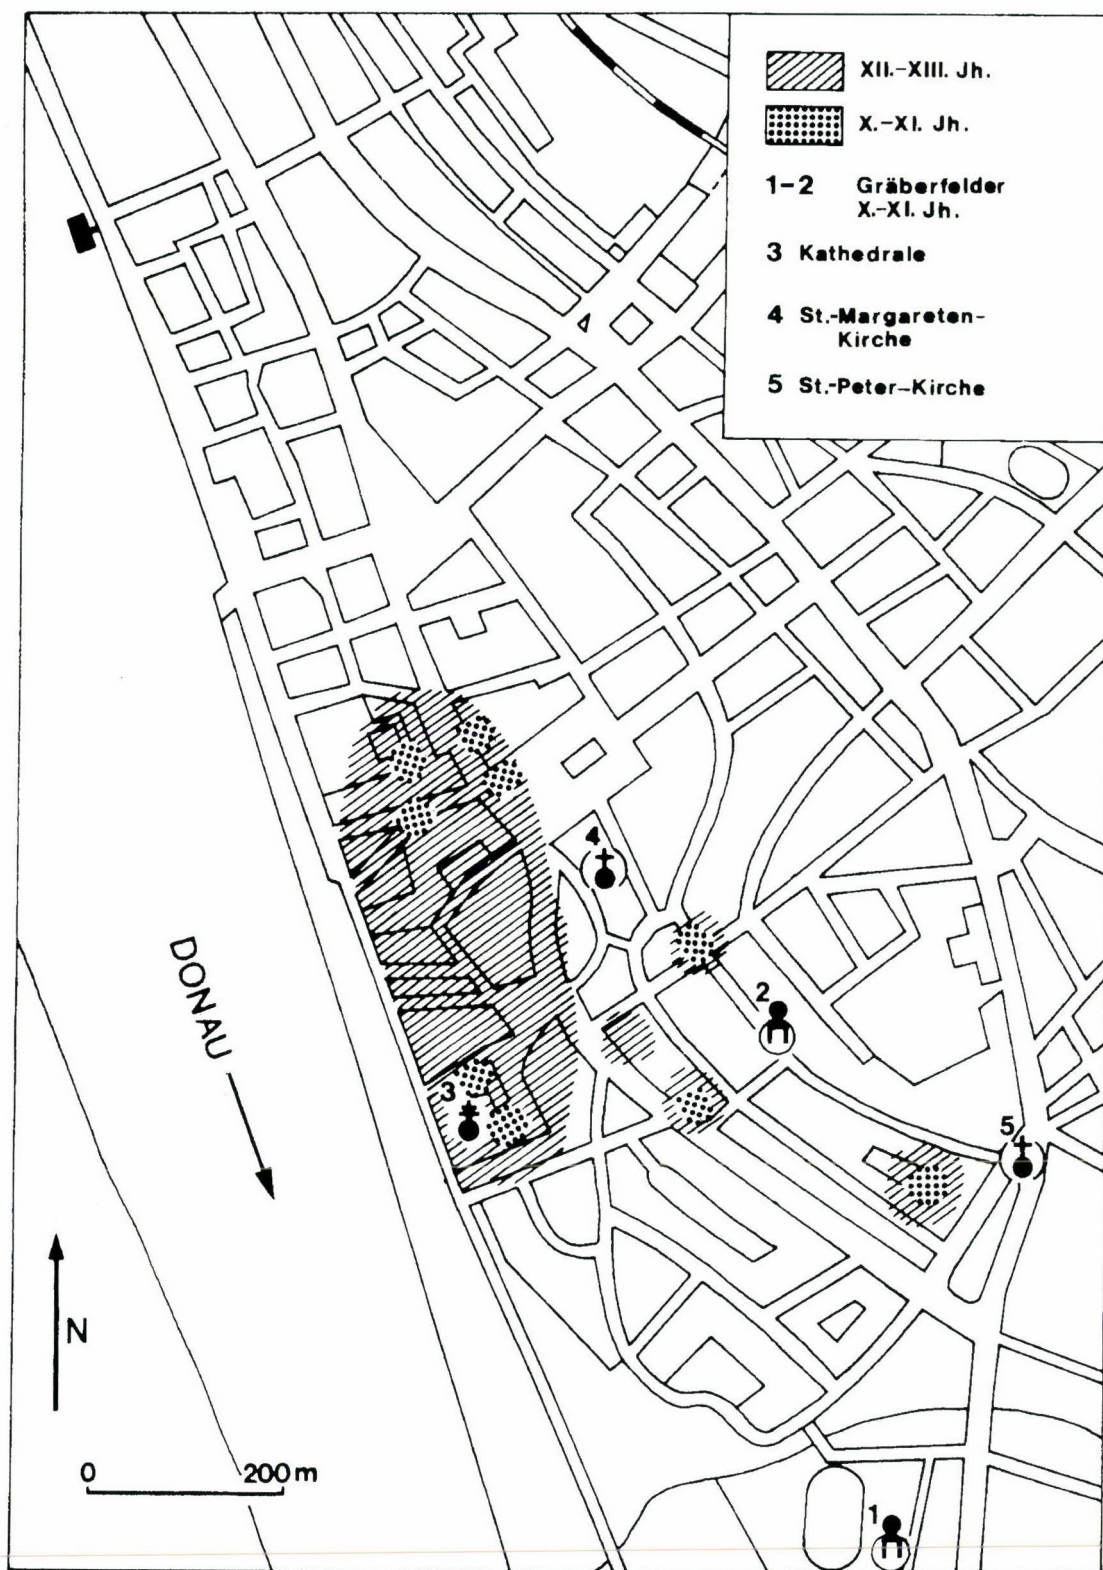 XII.-XIII. Jh.
X.-XI. Jh.
1-2 Gräberfelder
X.-XI. Jh.
3 Kathedrale
4 St.-Margareten-
Kirche
5 St.-Peter-Kirche
4
2
3
5
1
DONAU
N
0 200 m